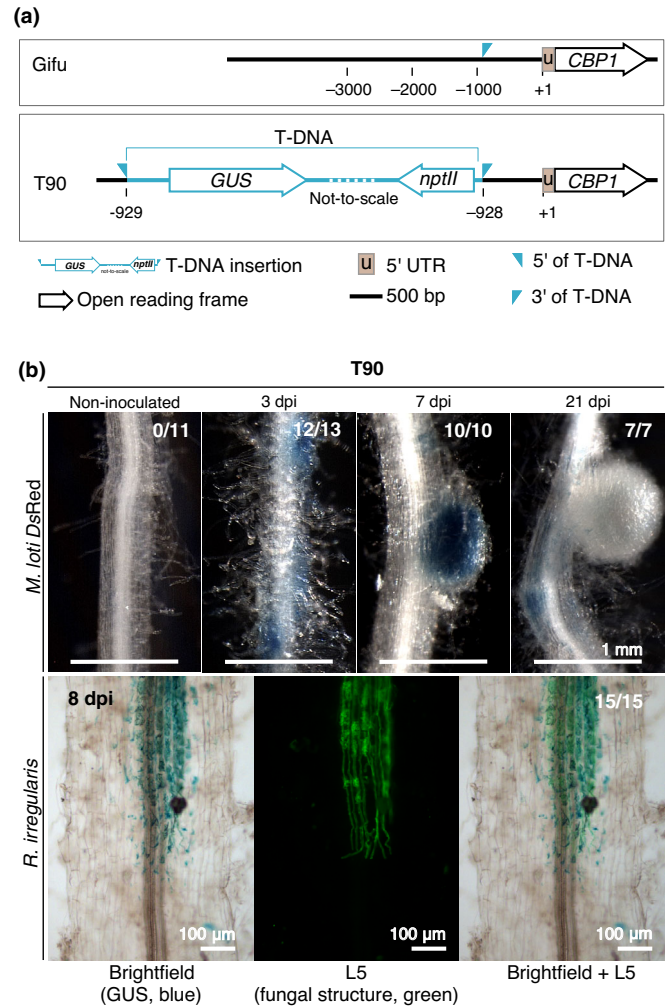 (a)
Gifu
u
CBP1
–3000
–2000
–1000
+1
T-DNA
T90
GUS
nptII
u
CBP1
Not-to-scale
-929
–928
+1
GUS
not-to-scale
nptII
T-DNA insertion
u
5' UTR
5' of T-DNA
Open reading frame
500 bp
3' of T-DNA
(b)
T90
Non-inoculated
3 dpi
7 dpi
21 dpi
M. loti DsRed
0/11
12/13
10/10
7/7
1 mm
R. irregularis
8 dpi
15/15
100 µm
100 µm
100 µm
Brightfield
(GUS, blue)
L5
(fungal structure, green)
Brightfield + L5